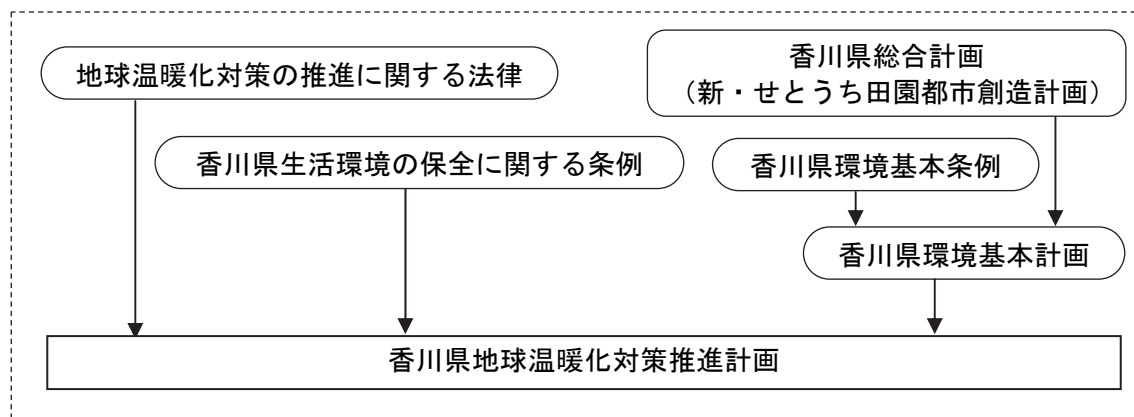 地球温暖化対策の推進に関する法律
香川県総合計画
(新・せとうち田園都市創造計画)
香川県生活環境の保全に関する条例
香川県環境基本条例
香川県環境基本計画
香川県地球温暖化対策推進計画